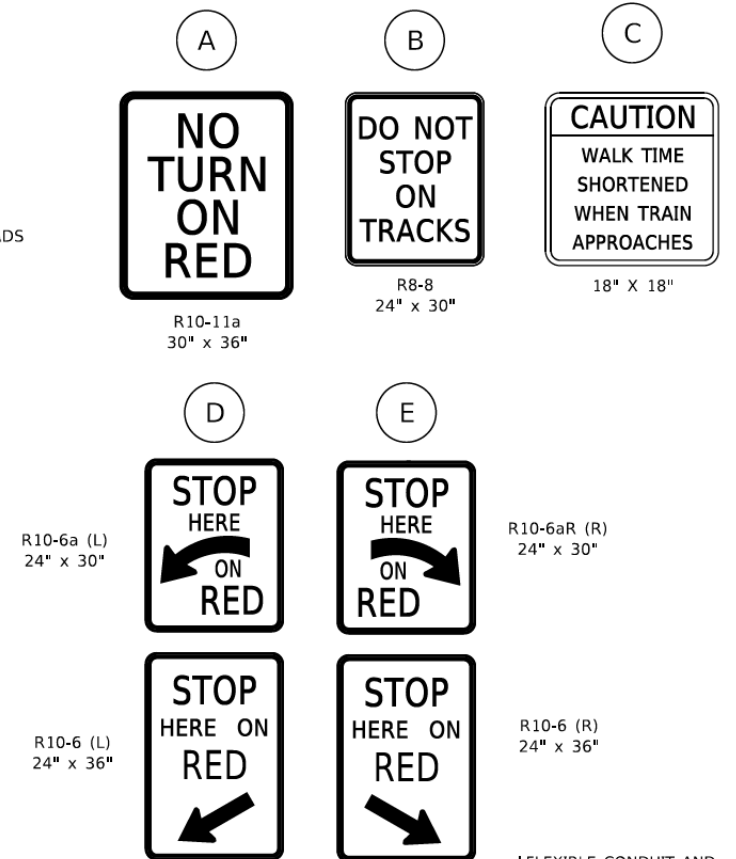 A
B
C
NO
TURN
ON
RED
R10-11a
30" x 36"
DO NOT
STOP
ON
TRACKS
R8-8
24" x 30"
CAUTION
WALK TIME
SHORTENED
WHEN TRAIN
APPROACHES
18" X 18"
D
E
R10-6a (L)
24" x 30"
STOP
HERE
ON
RED
STOP
HERE
ON
RED
R10-6aR (R)
24" x 30"
R10-6 (L)
24" x 36"
STOP
HERE ON
RED
STOP
HERE ON
RED
R10-6 (R)
24" x 36"